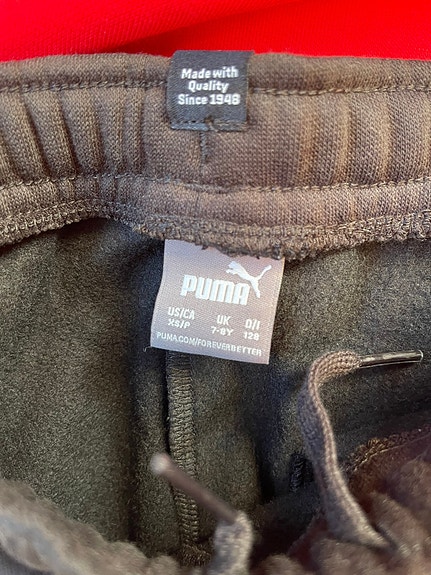 Made with
Quality
Since 1948
PUMA
US/CA UK D/I
XS/P 7-8Y 128
PUMA.COM/FOREVERBETTER